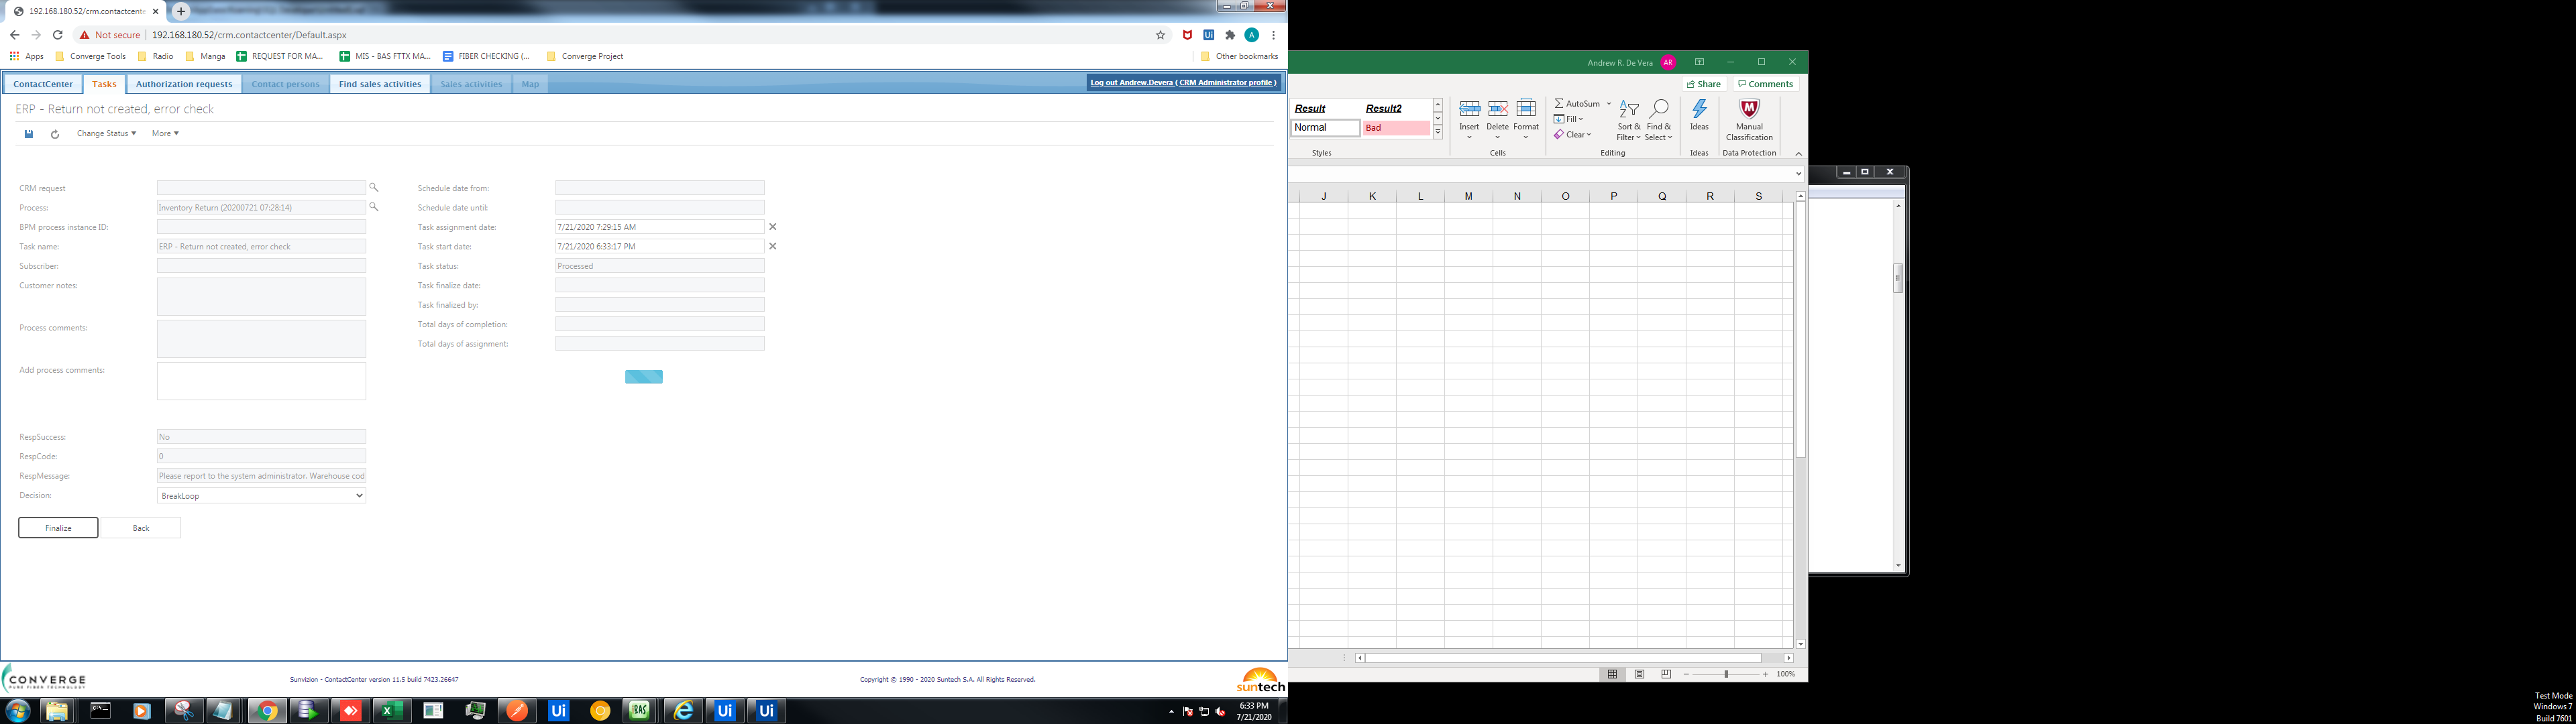 192.168.180.52/crm.contactcente
Not secure 192.168.180.52/crm.contactcenter/Default.aspx
Apps Converge Tools Radio Manga REQUEST FOR MA... MIS - BAS FTTX MA... FIBER CHECKING (... Converge Project Other bookmarks
ContactCenter Tasks Authorization requests Contact persons Find sales activities Sales activities Map Log out Andrew.Devera ( CRM Administrator profile )
ERP - Return not created, error check
Change Status More
CRM request Schedule date from:
Process: Inventory Return (20200721 07:28:14) Schedule date until:
BPM process instance ID: Task assignment date: 7/21/2020 7:29:15 AM
Task name: ERP - Return not created, error check Task start date: 7/21/2020 6:33:17 PM
Subscriber: Task status: Processed
Customer notes: Task finalize date:
Task finalized by:
Process comments: Total days of completion:
Total days of assignment:
Add process comments:
RespSuccess: No
RespCode: 0
RespMessage: Please report to the system administrator. Warehouse cod
Decision: BreakLoop
Finalize Back
CONVERGE
PURE FIBER TECHNOLOGY
Sunvizion - ContactCenter version 11.5 build 7423.26647
Copyright © 1990 - 2020 Suntech S.A. All Rights Reserved.
suntech
Ui BAS Ui Ui
6:33 PM
7/21/2020
Andrew R. De Vera AR
Share Comments
Result Result2
Normal Bad
Insert Delete Format
AutoSum
Fill
Clear
Sort & Filter
Find & Select
Ideas
Manual Classification
Styles Cells Editing Ideas Data Protection
J K L M N O P Q R S
100%
Test Mode
Windows 7
Build 7601